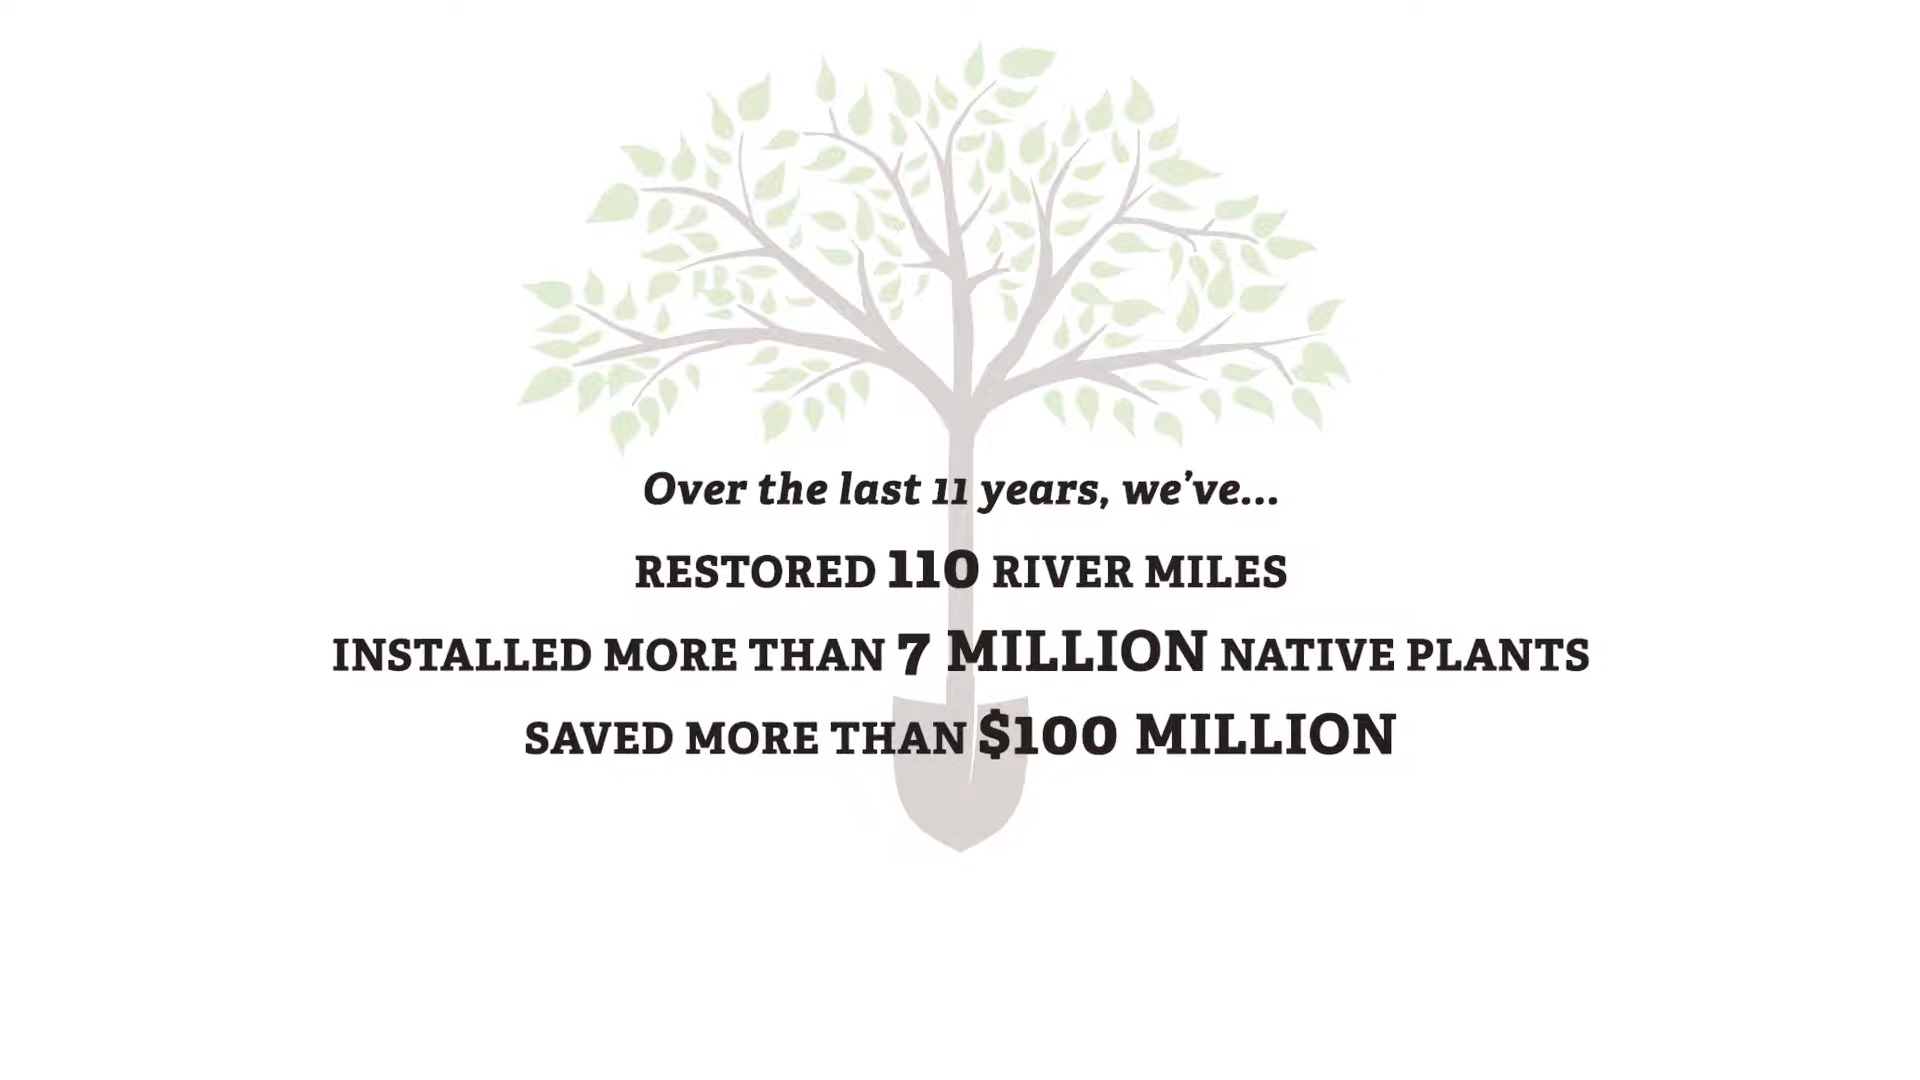 Over the last 11 years, we’ve...
RESTORED 110 RIVER MILES
INSTALLED MORE THAN 7 MILLION NATIVE PLANTS
SAVED MORE THAN $100 MILLION